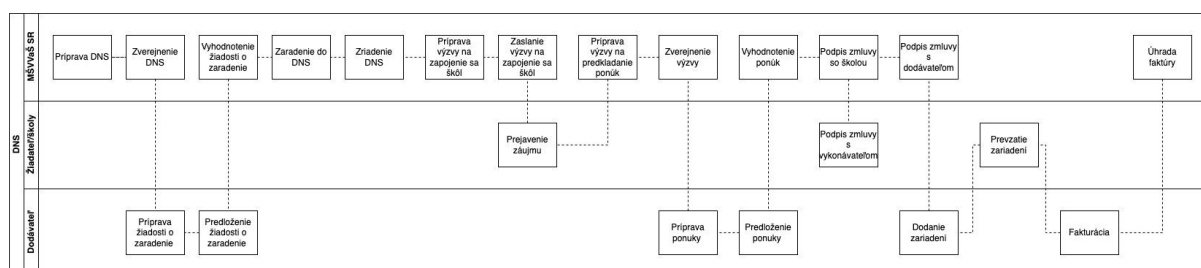 DNS
MŠVVaŠ SR
Príprava DNS
Zverejnenie
DNS
Vyhodnotenie
žiadosti o
zaradenie
Zaradenie do
DNS
Zriadenie
DNS
Príprava
výzvy na
zapojenie sa
škôl
Zaslanie
výzvy na
zapojenie sa
škôl
Príprava
výzvy na
predkladanie
ponúk
Zverejnenie
výzvy
Vyhodnotenie
ponúk
Podpis zmluvy
so školou
Podpis zmluvy
s
dodávateľom
Úhrada
faktúry
Žiadateľ/školy
Prejavenie
záujmu
Podpis zmluvy
s
vykonávateľom
Prevzatie
zariadení
Dodávateľ
Príprava
žiadosti o
zaradenie
Predloženie
žiadosti o
zaradenie
Príprava
ponuky
Predloženie
ponuky
Dodanie
zariadení
Fakturácia